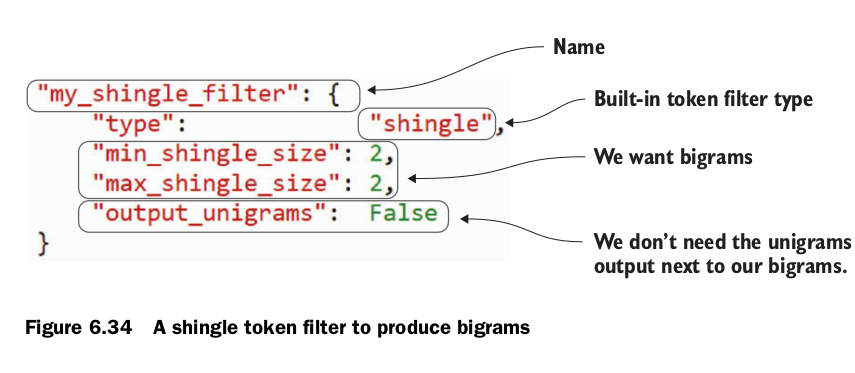 Name
"my_shingle_filter": {
Built-in token filter type
"type": "shingle",
"min_shingle_size": 2,
We want bigrams
"max_shingle_size": 2,
"output_unigrams": False
We don't need the unigrams
output next to our bigrams.
}
Figure 6.34 A shingle token filter to produce bigrams